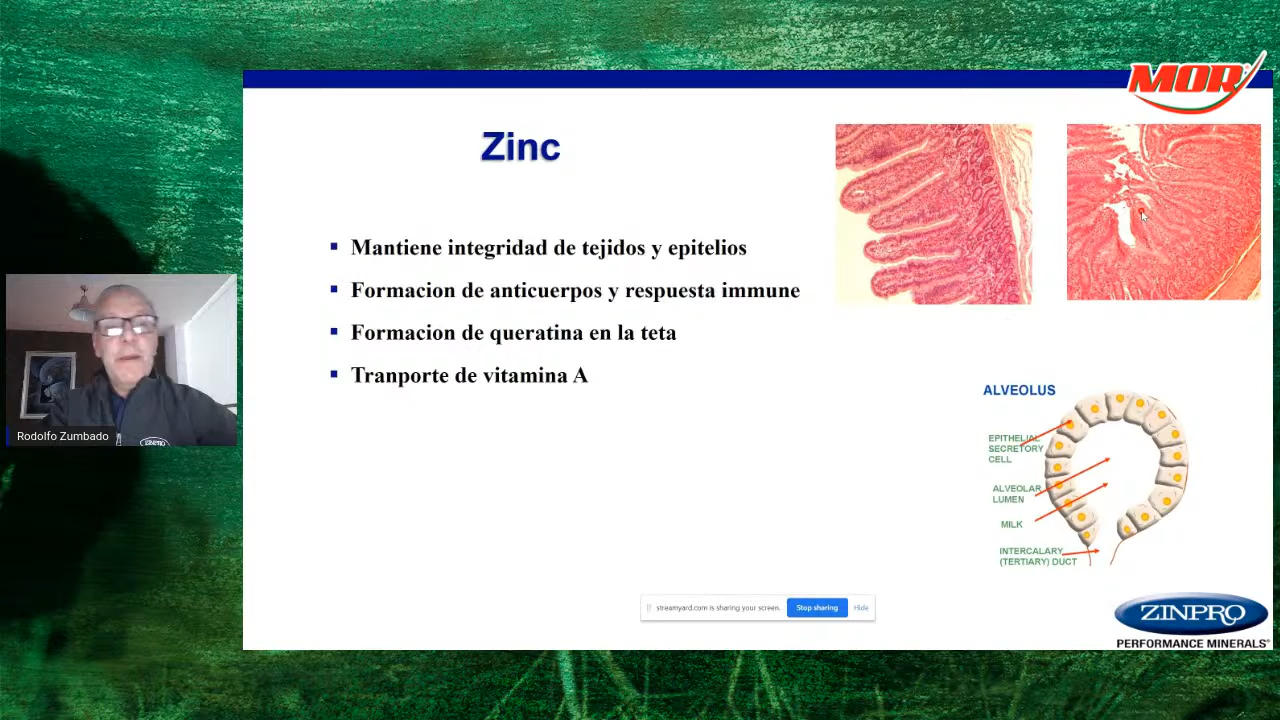 MOR
Zinc
Mantiene integridad de tejidos y epitelios
Formacion de anticuerpos y respuesta immune
Formacion de queratina en la teta
Tranporte de vitamina A
Rodolfo Zumbado
ZINPRO
ALVEOLUS
EPITHELIAL
SECRETORY
CELL
ALVEOLAR
LUMEN
MILK
INTERCALARY
(TERTIARY) DUCT
streamyard.com is sharing your screen.
Stop sharing
Hide
ZINPRO
PERFORMANCE MINERALS®